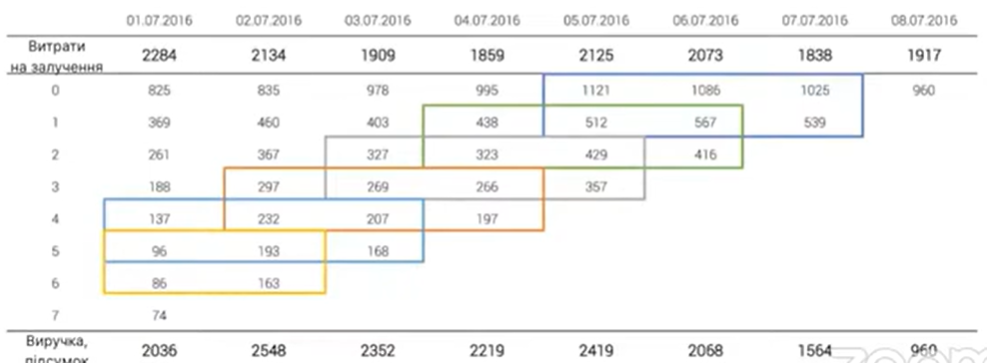 01.07.2016 02.07.2016 03.07.2016 04.07.2016 05.07.2016 06.07.2016 07.07.2016 08.07.2016
Витрати
на залучення 2284 2134 1909 1859 2125 2073 1838 1917
0 825 835 978 995 1121 1086 1025 960
1 369 460 403 438 512 567 539
2 261 367 327 323 429 416
3 188 297 269 266 357
4 137 232 207 197
5 96 193 168
6 86 163
7 74
Виручка,
підсумок 2036 2548 2352 2219 2419 2068 1564 960
zoom